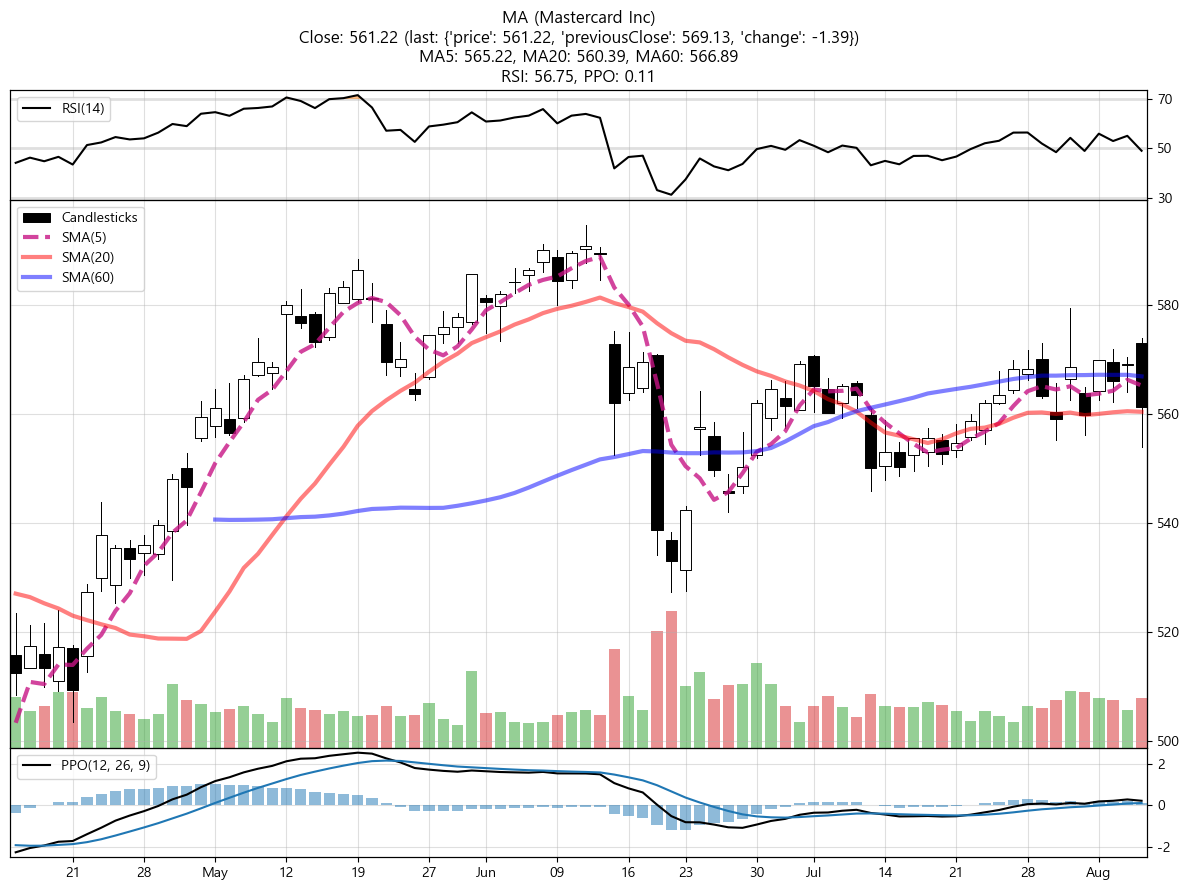 MA (Mastercard Inc)
Close: 561.22 (last: {'price': 561.22, 'previousClose': 569.13, 'change': -1.39})
MA5: 565.22, MA20: 560.39, MA60: 566.89
RSI: 56.75, PPO: 0.11
RSI(14)
70
50
30
Candlesticks
SMA(5)
SMA(20)
SMA(60)
580
560
540
520
500
PPO(12, 26, 9)
2
0
-2
21 28 May 12 19 27 Jun 09 16 23 30 Jul 14 21 28 Aug